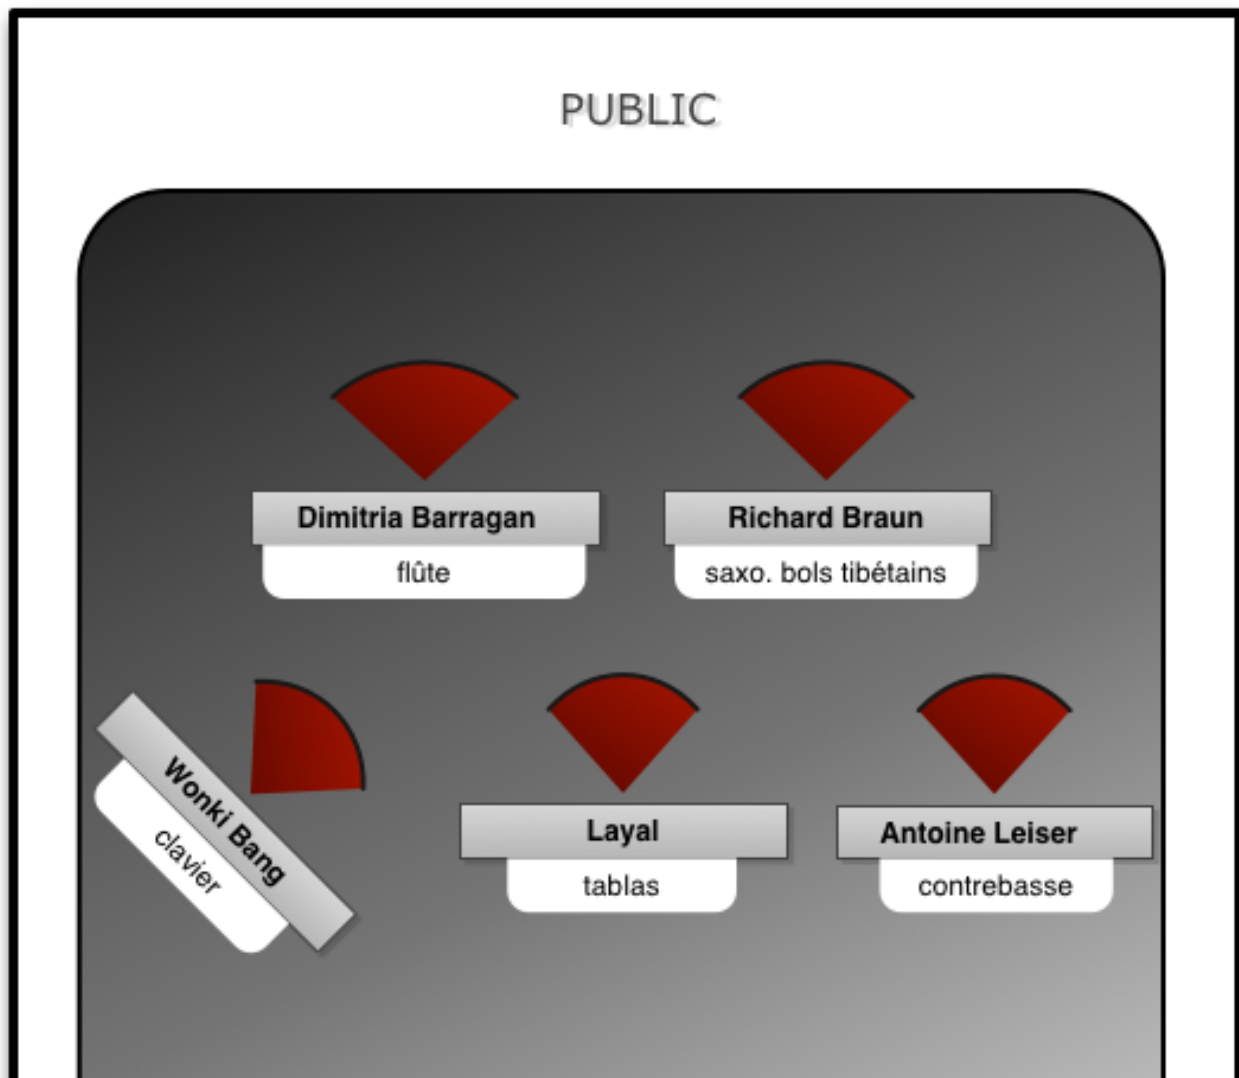 PUBLIC
Dimitria Barragan
flûte
Richard Braun
saxo. bols tibétains
Wonki Bang
clavier
Layal
tablas
Antoine Leiser
contrebasse